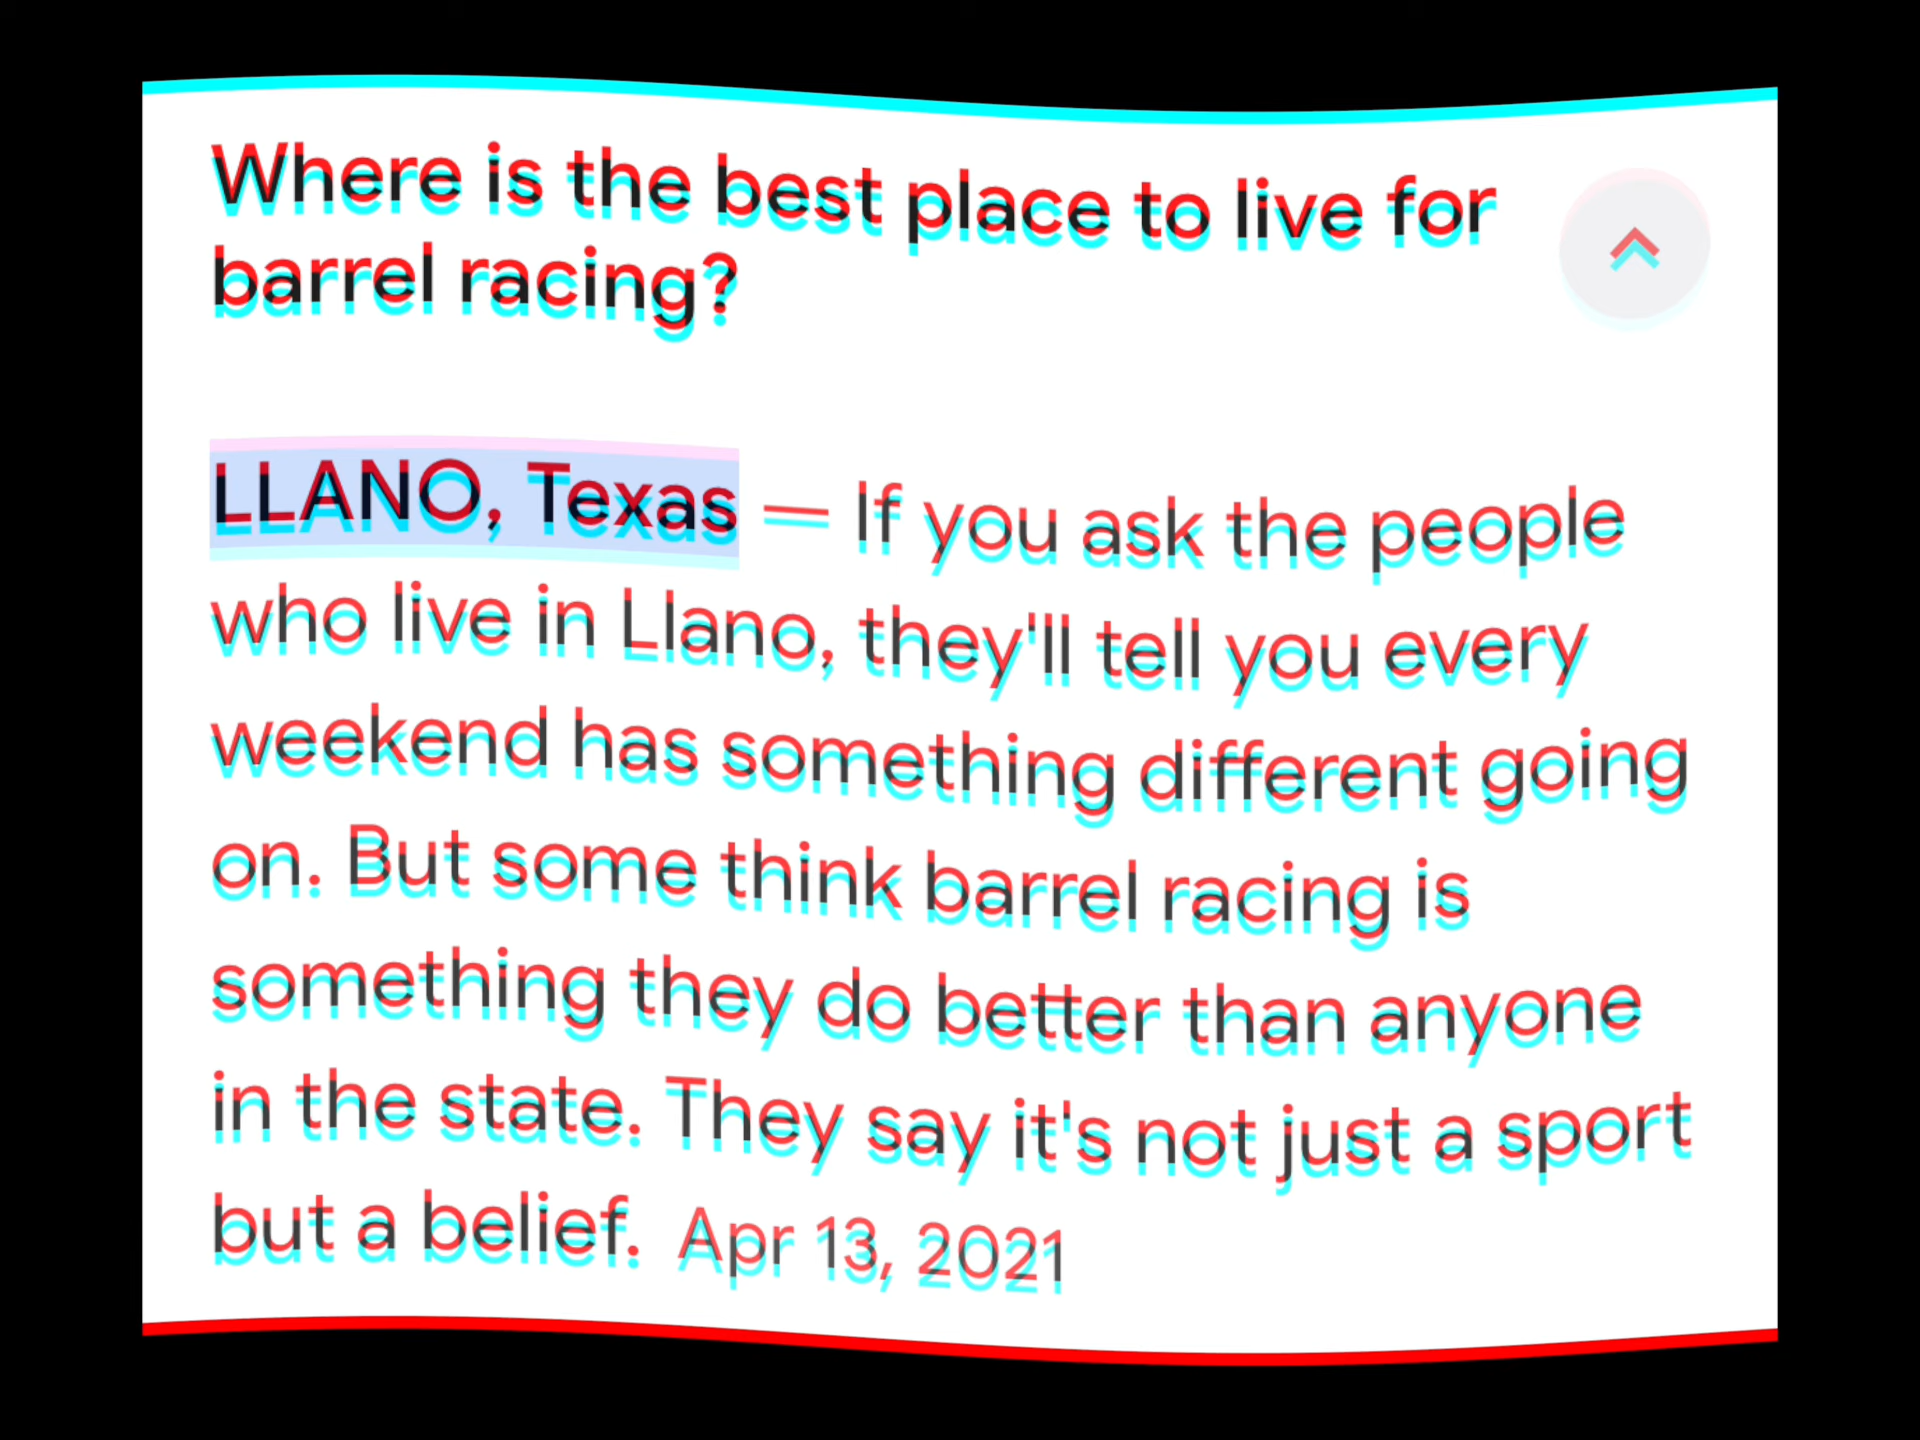 Where is the best place to live for
barrel racing?
LLANO, Texas — If you ask the people
who live in Llano, they'll tell you every
weekend has something different going
on. But some think barrel racing is
something they do better than anyone
in the state. They say it's not just a sport
but a belief. Apr 13, 2021